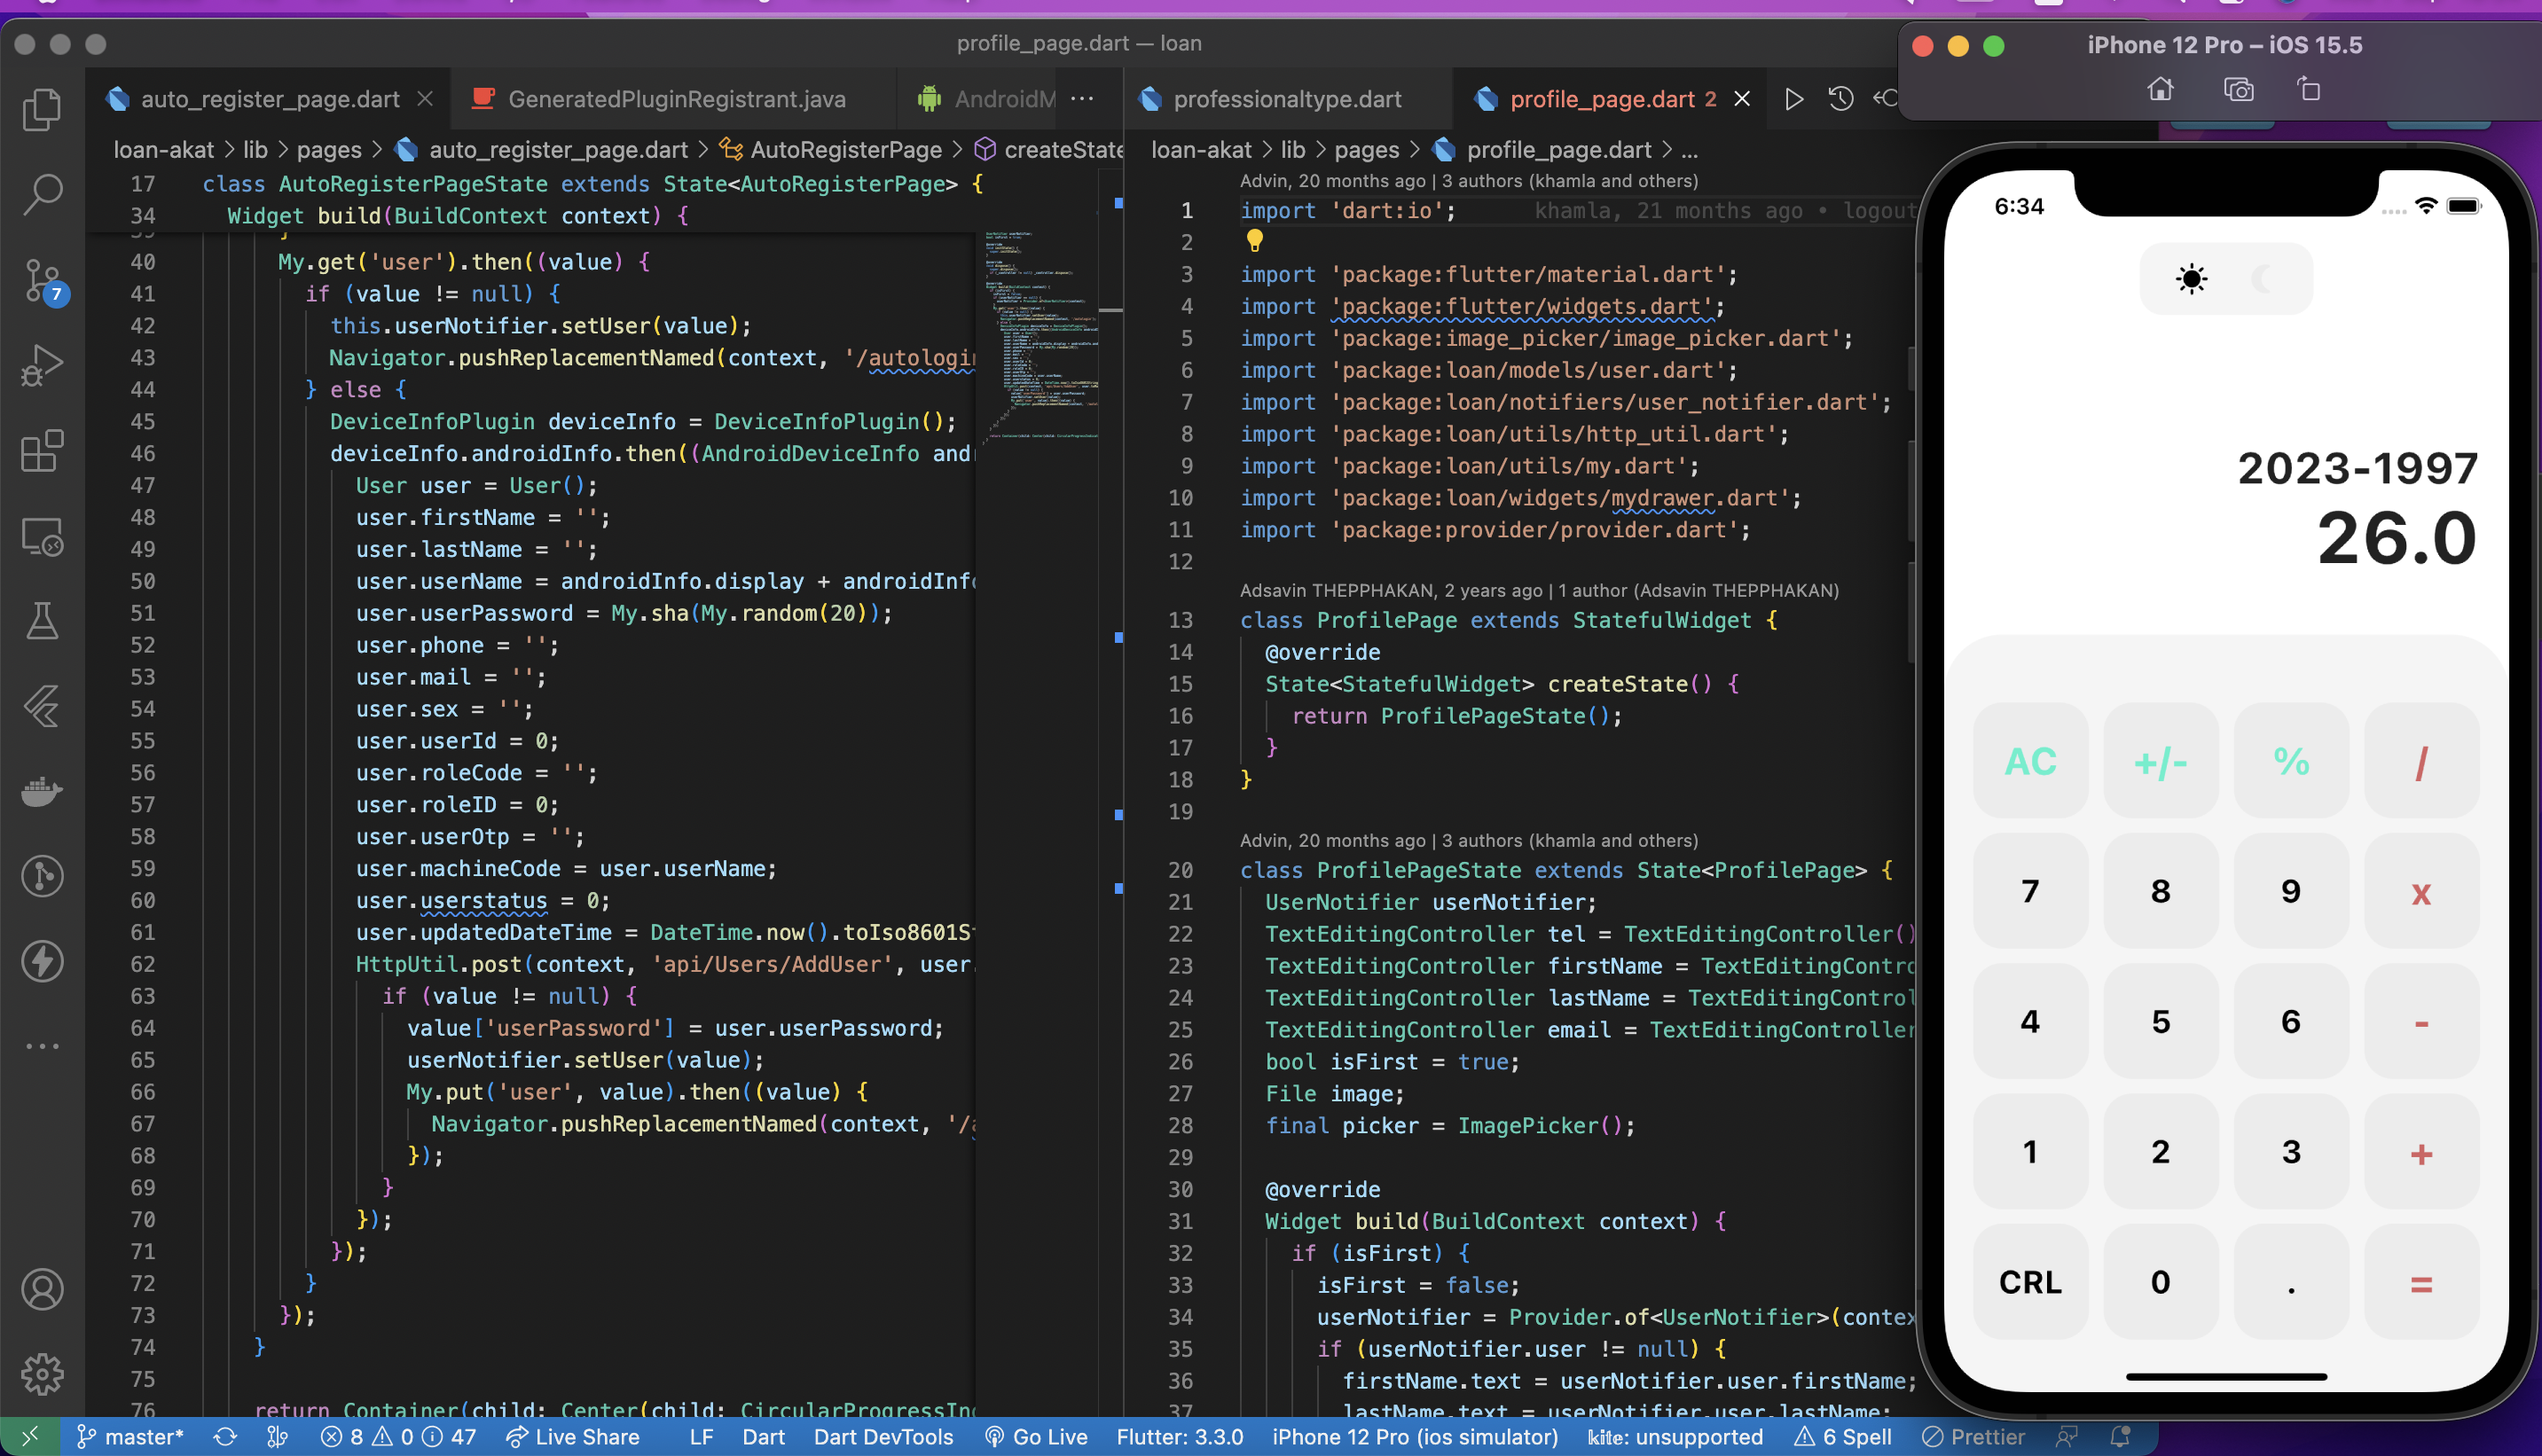 profile_page.dart — loan
auto_register_page.dart
GeneratedPluginRegistrant.java
loan-akat > lib > pages > auto_register_page.dart > AutoRegisterPage > createState
17 class AutoRegisterPageState extends State<AutoRegisterPage> {
34 Widget build(BuildContext context) {
40 My.get('user').then((value) {
41 if (value != null) {
42 this.userNotifier.setUser(value);
43 Navigator.pushReplacementNamed(context, '/autologin
44 } else {
45 DeviceInfoPlugin deviceInfo = DeviceInfoPlugin();
46 deviceInfo.androidInfo.then((AndroidDeviceInfo and
47 User user = User();
48 user.firstName = '';
49 user.lastName = '';
50 user.userName = androidInfo.display + androidInfo
51 user.userPassword = My.sha(My.random(20));
52 user.phone = '';
53 user.mail = '';
54 user.sex = '';
55 user.userId = 0;
56 user.roleCode = '';
57 user.roleID = 0;
58 user.userOtp = '';
59 user.machineCode = user.userName;
60 user.userstatus = 0;
61 user.updatedDateTime = DateTime.now().toIso8601St
62 HttpUtil.post(context, 'api/Users/AddUser', user.
63 if (value != null) {
64 value['userPassword'] = user.userPassword;
65 userNotifier.setUser(value);
66 My.put('user', value).then((value) {
67 Navigator.pushReplacementNamed(context, '/a
68 });
69 }
70 });
71 });
72 }
73 });
74 }
75
76 return Container(child: Center(child: CircularProgressInd
professionaltype.dart
profile_page.dart 2
loan-akat > lib > pages > profile_page.dart > ...
Advin, 20 months ago | 3 authors (khamla and others)
1 import 'dart:io'; khamla, 21 months ago • logout
2
3 import 'package:flutter/material.dart';
4 import 'package:flutter/widgets.dart';
5 import 'package:image_picker/image_picker.dart';
6 import 'package:loan/models/user.dart';
7 import 'package:loan/notifiers/user_notifier.dart';
8 import 'package:loan/utils/http_util.dart';
9 import 'package:loan/utils/my.dart';
10 import 'package:loan/widgets/mydrawer.dart';
11 import 'package:provider/provider.dart';
12
Adsavin THEPPHAKAN, 2 years ago | 1 author (Adsavin THEPPHAKAN)
13 class ProfilePage extends StatefulWidget {
14 @override
15 State<StatefulWidget> createState() {
16 return ProfilePageState();
17 }
18 }
19
Advin, 20 months ago | 3 authors (khamla and others)
20 class ProfilePageState extends State<ProfilePage> {
21 UserNotifier userNotifier;
22 TextEditingController tel = TextEditingController()
23 TextEditingController firstName = TextEditingContro
24 TextEditingController lastName = TextEditingControl
25 TextEditingController email = TextEditingController
26 bool isFirst = true;
27 File image;
28 final picker = ImagePicker();
29
30 @override
31 Widget build(BuildContext context) {
32 if (isFirst) {
33 isFirst = false;
34 userNotifier = Provider.of<UserNotifier>(contex
35 if (userNotifier.user != null) {
36 firstName.text = userNotifier.user.firstName;
37 lastName.text = userNotifier.user.lastName;
iPhone 12 Pro – iOS 15.5
6:34
2023-1997
26.0
AC +/- % /
7 8 9 x
4 5 6 -
1 2 3 +
CRL 0 . =
7
master* 8 0 47 Live Share LF Dart Dart DevTools Go Live Flutter: 3.3.0 iPhone 12 Pro (ios simulator) kite: unsupported 6 Spell Prettier